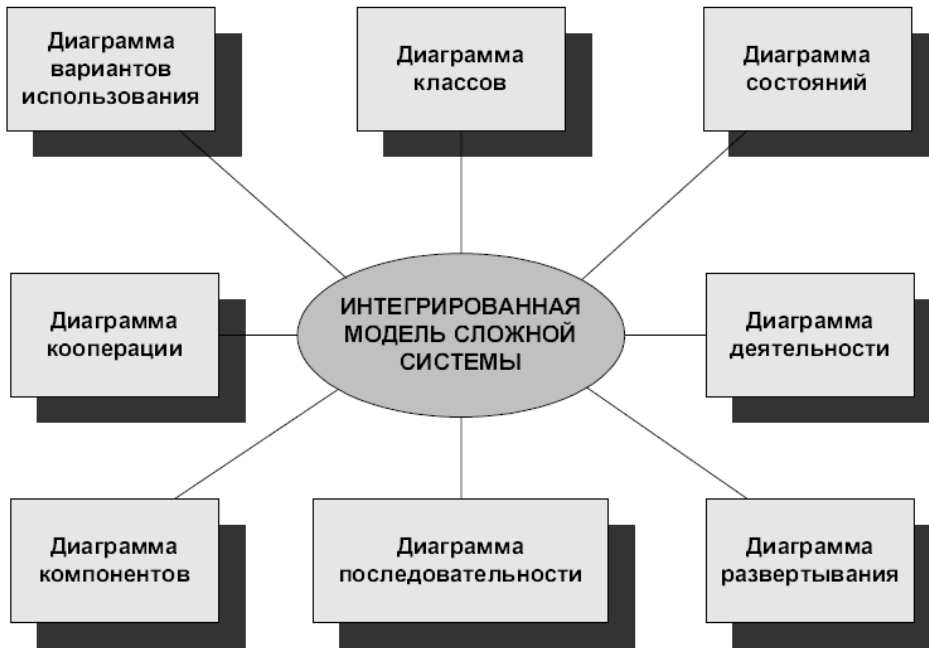 Диаграмма
вариантов
использования
Диаграмма
классов
Диаграмма
состояний
Диаграмма
кооперации
ИНТЕГРИРОВАННАЯ
МОДЕЛЬ СЛОЖНОЙ
СИСТЕМЫ
Диаграмма
деятельности
Диаграмма
компонентов
Диаграмма
последовательности
Диаграмма
развертывания